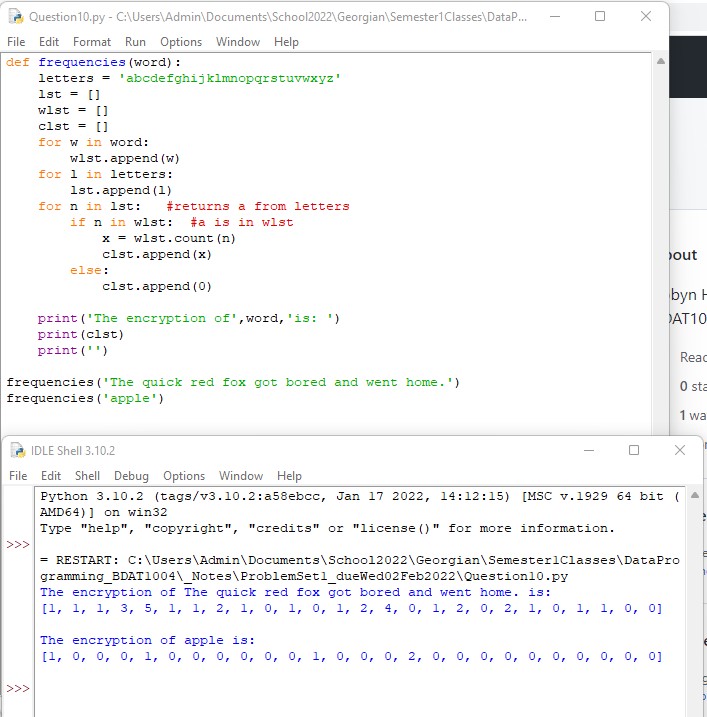 Question10.py - C:\Users\Admin\Documents\School2022\Georgian\Semester1Classes\DataP...
File Edit Format Run Options Window Help
def frequencies(word):
    letters = 'abcdefghijklmnopqrstuvwxyz'
    lst = []
    wlst = []
    clst = []
    for w in word:
        wlst.append(w)
    for l in letters:
        lst.append(l)
    for n in lst:   #returns a from letters
        if n in wlst:  #a is in wlst
            x = wlst.count(n)
            clst.append(x)
        else:
            clst.append(0)
    print('The encryption of',word,'is: ')
    print(clst)
    print('')
frequencies('The quick red fox got bored and went home.')
frequencies('apple')
out
byn H
DAT10
Read
0 sta
1 wa
IDLE Shell 3.10.2
File Edit Shell Debug Options Window Help
Python 3.10.2 (tags/v3.10.2:a58ebcc, Jan 17 2022, 14:12:15) [MSC v.1929 64 bit (
AMD64)] on win32
Type "help", "copyright", "credits" or "license()" for more information.
>>>
= RESTART: C:\Users\Admin\Documents\School2022\Georgian\Semester1Classes\DataPro
gramming_BDAT1004\_Notes\ProblemSet1_dueWed02Feb2022\Question10.py
The encryption of The quick red fox got bored and went home. is:
[1, 1, 1, 3, 5, 1, 1, 2, 1, 0, 1, 0, 1, 2, 4, 0, 1, 2, 0, 2, 1, 0, 1, 1, 0, 0]
The encryption of apple is:
[1, 0, 0, 0, 1, 0, 0, 0, 0, 0, 0, 1, 0, 0, 0, 2, 0, 0, 0, 0, 0, 0, 0, 0, 0, 0]
>>>